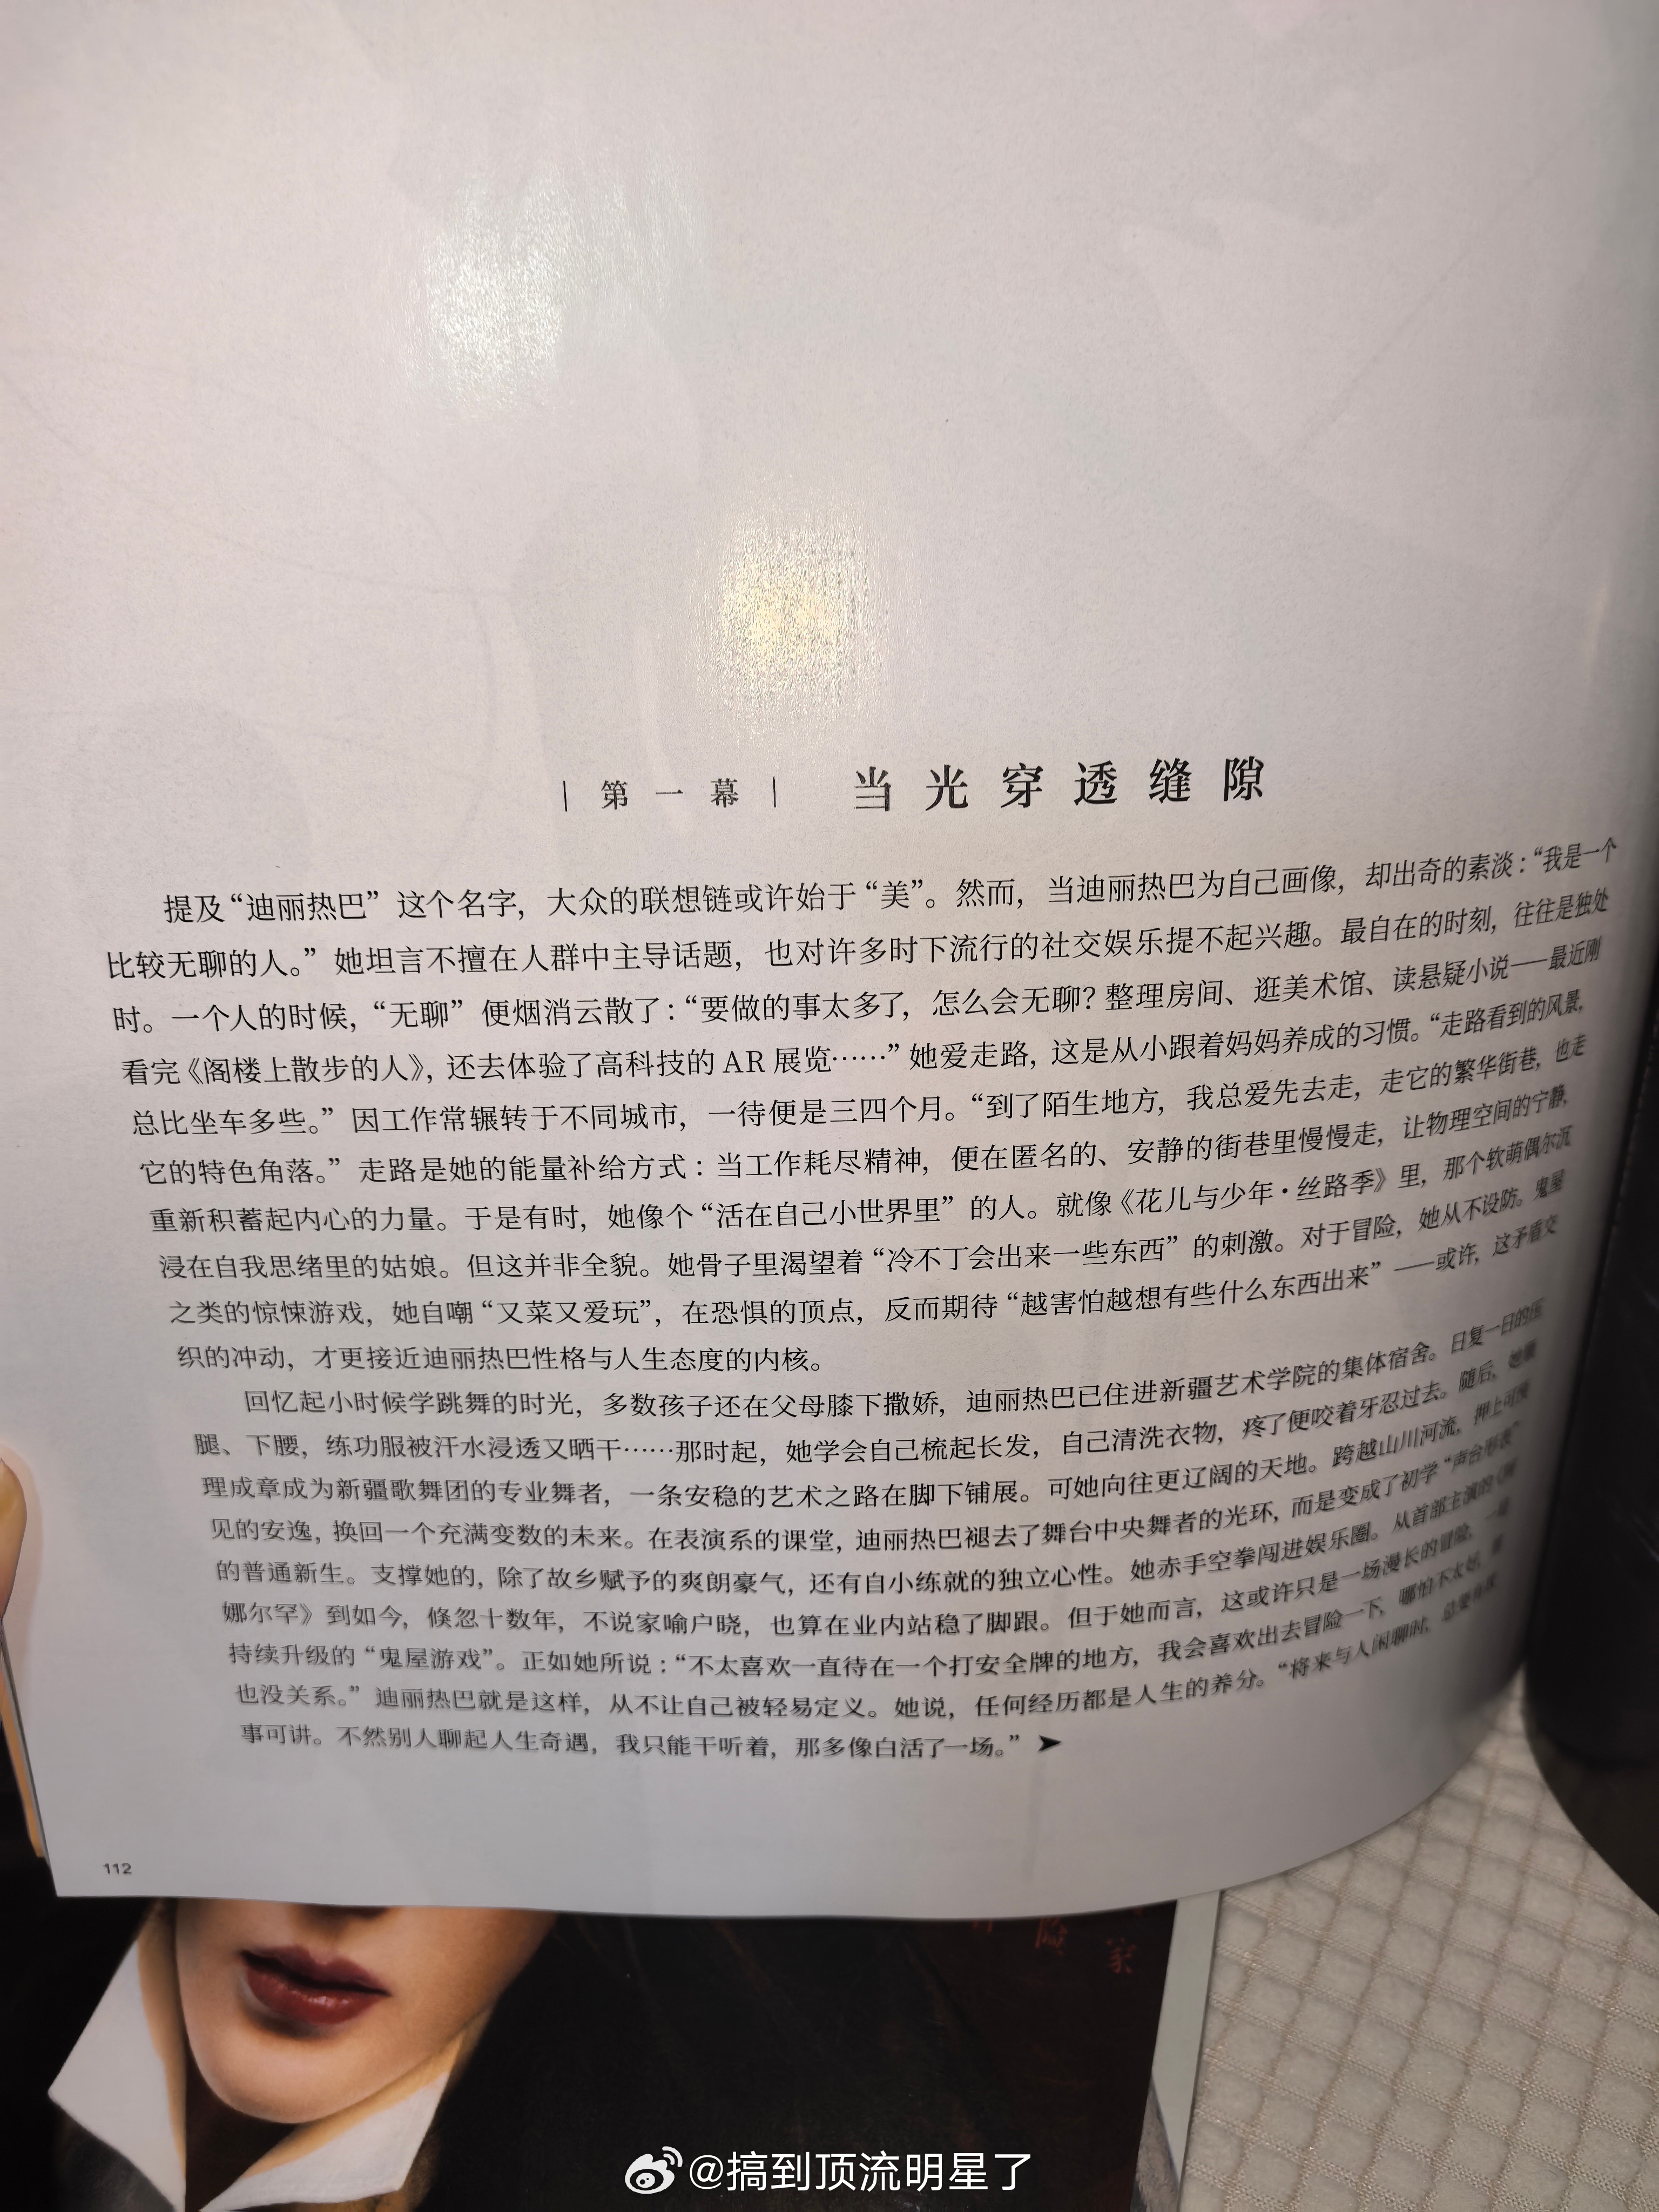 ｜第一幕｜ 当光穿透缝隙
提及“迪丽热巴”这个名字，大众的联想链或许始于“美”。然而，当迪丽热巴为自己画像，却出奇的素淡：“我是一个
比较无聊的人。”她坦言不擅在人群中主导话题，也对许多时下流行的社交娱乐提不起兴趣。最自在的时刻，往往是独处
时。一个人的时候，“无聊”便烟消云散了：“要做的事太多了，怎么会无聊？整理房间、逛美术馆、读悬疑小说——最近刚
看完《阁楼上散步的人》，还去体验了高科技的 AR 展览……”她爱走路，这是从小跟着妈妈养成的习惯。“走路看到的风景，
总比坐车多些。”因工作常辗转于不同城市，一待便是三四个月。“到了陌生地方，我总爱先去走，走它的繁华街巷，也走
它的特色角落。”走路是她的能量补给方式：当工作耗尽精神，便在匿名的、安静的街巷里慢慢走，让物理空间的宁静，
重新积蓄起内心的力量。于是有时，她像个“活在自己小世界里”的人。就像《花儿与少年·丝路季》里，那个软萌偶尔沉
浸在自我思绪里的姑娘。但这并非全貌。她骨子里渴望着“冷不丁会出来一些东西”的刺激。对于冒险，她从不设防。鬼屋
之类的惊悚游戏，她自嘲“又菜又爱玩”，在恐惧的顶点，反而期待“越害怕越想有些什么东西出来”——或许，这矛盾交
织的冲动，才更接近迪丽热巴性格与人生态度的内核。
回忆起小时候学跳舞的时光，多数孩子还在父母膝下撒娇，迪丽热巴已住进新疆艺术学院的集体宿舍。日复一日的压
腿、下腰，练功服被汗水浸透又晒干……那时起，她学会自己梳起长发，自己清洗衣物，疼了便咬着牙忍过去。随后，她顺
理成章成为新疆歌舞团的专业舞者，一条安稳的艺术之路在脚下铺展。可她向往更辽阔的天地。跨越山川河流，押上可预
见的安逸，换回一个充满变数的未来。在表演系的课堂，迪丽热巴褪去了舞台中央舞者的光环，而是变成了初学“声台形表”
的普通新生。支撑她的，除了故乡赋予的爽朗豪气，还有自小练就的独立心性。她赤手空拳闯进娱乐圈。从首部主演的《阿
娜尔罕》到如今，倏忽十数年，不说家喻户晓，也算在业内站稳了脚跟。但于她而言，这或许只是一场漫长的冒险，一场
持续升级的“鬼屋游戏”。正如她所说：“不太喜欢一直待在一个打安全牌的地方，我会喜欢出去冒险一下，哪怕不太好，
也没关系。”迪丽热巴就是这样，从不让自己被轻易定义。她说，任何经历都是人生的养分。“将来与人闲聊时，总要有故
事可讲。不然别人聊起人生奇遇，我只能干听着，那多像白活了一场。”➤
112
险
家
@搞到顶流明星了